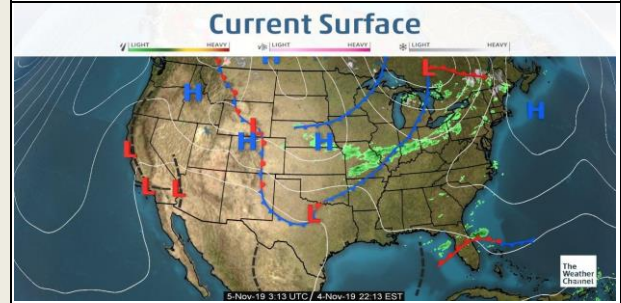 Current Surface
LIGHT HEAVY LIGHT HEAVY LIGHT HEAVY
L
H
H
H
L
H
H
L
L
L
L
The
Weather
Channel
5-Nov-19 3:13 UTC / 4-Nov-19 22:13 EST